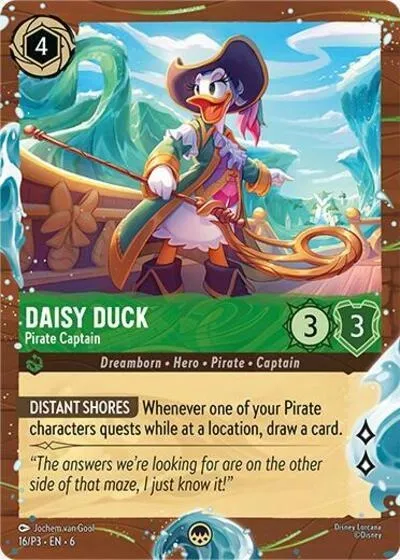 4
DAISY DUCK
Pirate Captain
3
3
Dreamborn • Hero • Pirate • Captain
DISTANT SHORES Whenever one of your Pirate
characters quests while at a location, draw a card.
“The answers we’re looking for are on the other
side of that maze, I just know it!”
Jochem van Gool
16/P3 • EN • 6
Disney Lorcana
©Disney